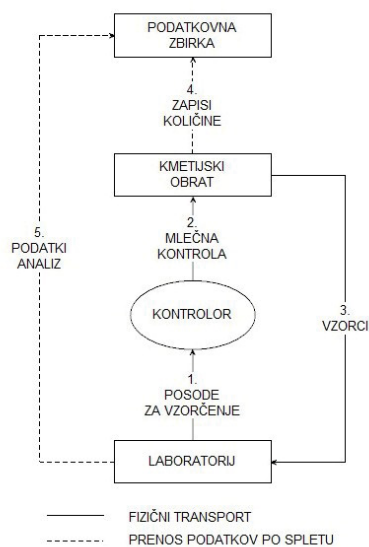 PODATKOVNA
ZBIRKA
4.
ZAPISI
KOLIČINE
KMETIJSKI
OBRAT
5.
PODATKI
ANALIZ
2.
MLEČNA
KONTROLA
3.
VZORCI
KONTROLOR
1.
POSODE
ZA VZORČENJE
LABORATORIJ
FIZIČNI TRANSPORT
PRENOS PODATKOV PO SPLETU